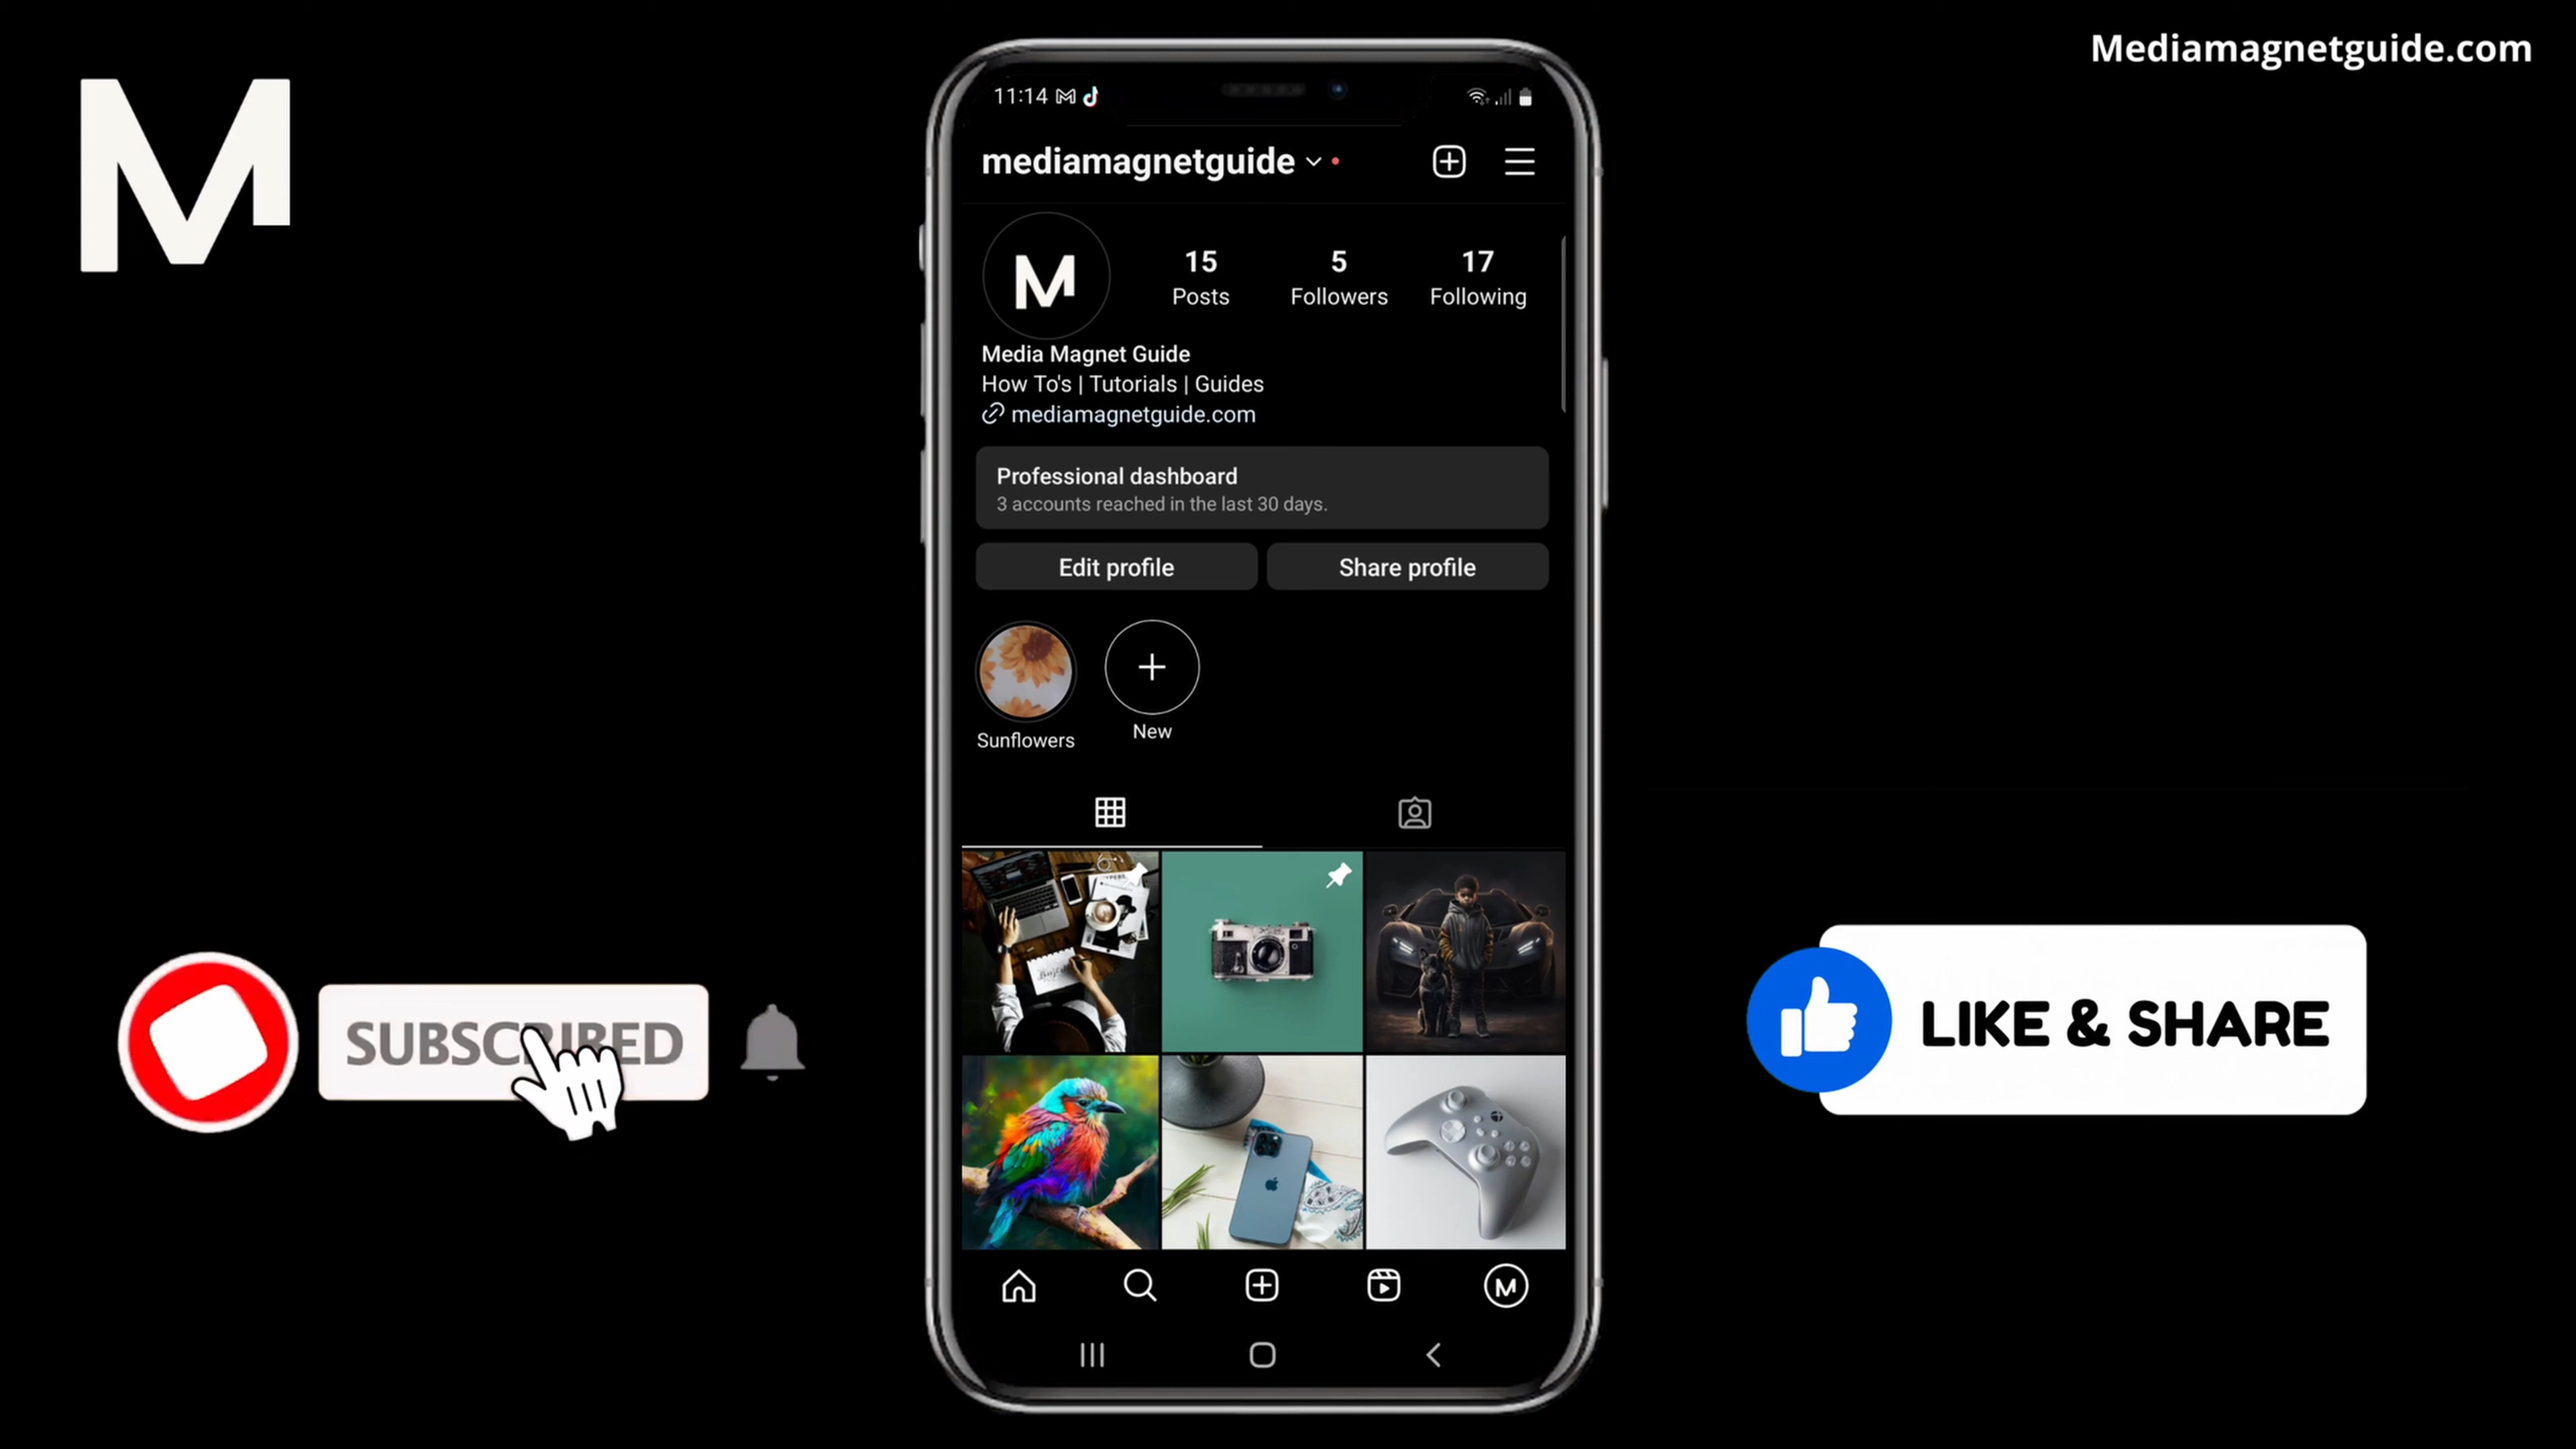 Mediamagnetguide.com
M
11:14
mediamagnetguide
M
15
Posts
5
Followers
17
Following
Media Magnet Guide
How To's | Tutorials | Guides
mediamagnetguide.com
Professional dashboard
3 accounts reached in the last 30 days.
Edit profile
Share profile
Sunflowers
New
SUBSCRIBED
LIKE & SHARE
M